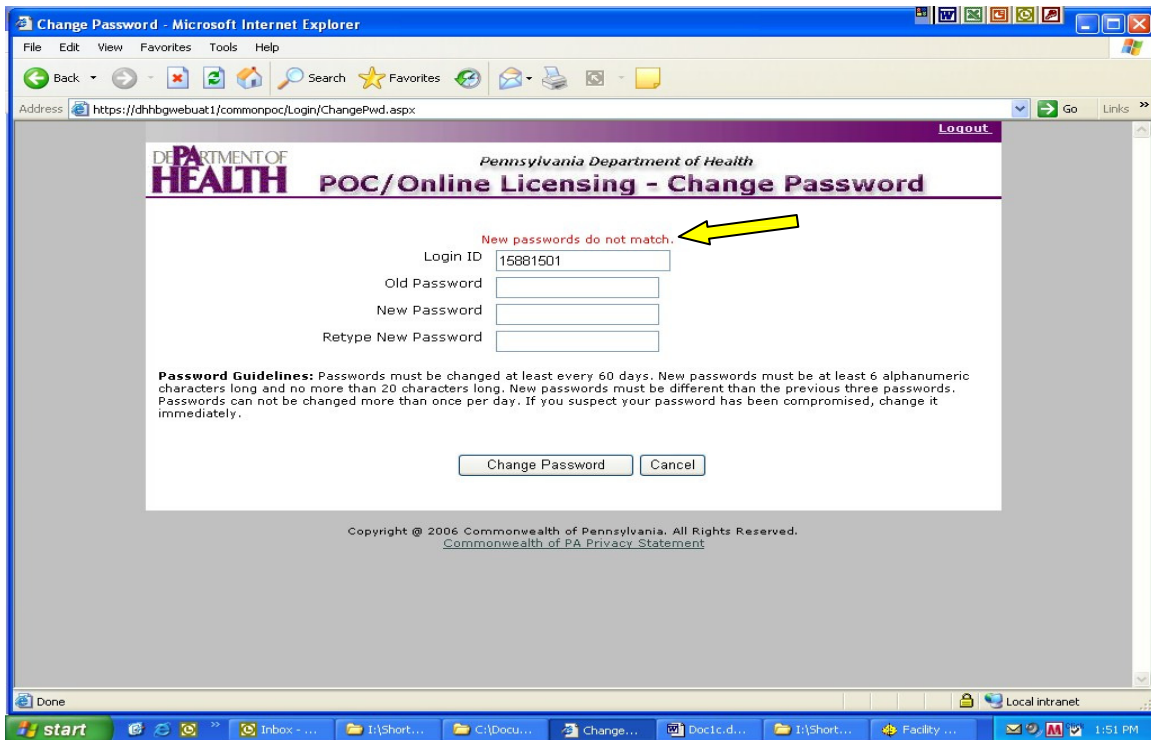 Change Password - Microsoft Internet Explorer
File Edit View Favorites Tools Help
Back Search Favorites
Address https://dhhbgwebuat1/commonpoc/Login/ChangePwd.aspx Go Links »
Logout
DEPARTMENT OF
HEALTH
Pennsylvania Department of Health
POC/Online Licensing - Change Password
New passwords do not match.
Login ID 15881501
Old Password
New Password
Retype New Password
Password Guidelines: Passwords must be changed at least every 60 days. New passwords must be at least 6 alphanumeric
characters long and no more than 20 characters long. New passwords must be different than the previous three passwords.
Passwords can not be changed more than once per day. If you suspect your password has been compromised, change it
immediately.
Change Password Cancel
Copyright @ 2006 Commonwealth of Pennsylvania. All Rights Reserved.
Commonwealth of PA Privacy Statement
Done Local intranet
start » Inbox - ... I:\Short... C:\Docu... Change... Doc1c.d... I:\Short... Facility ... 1:51 PM